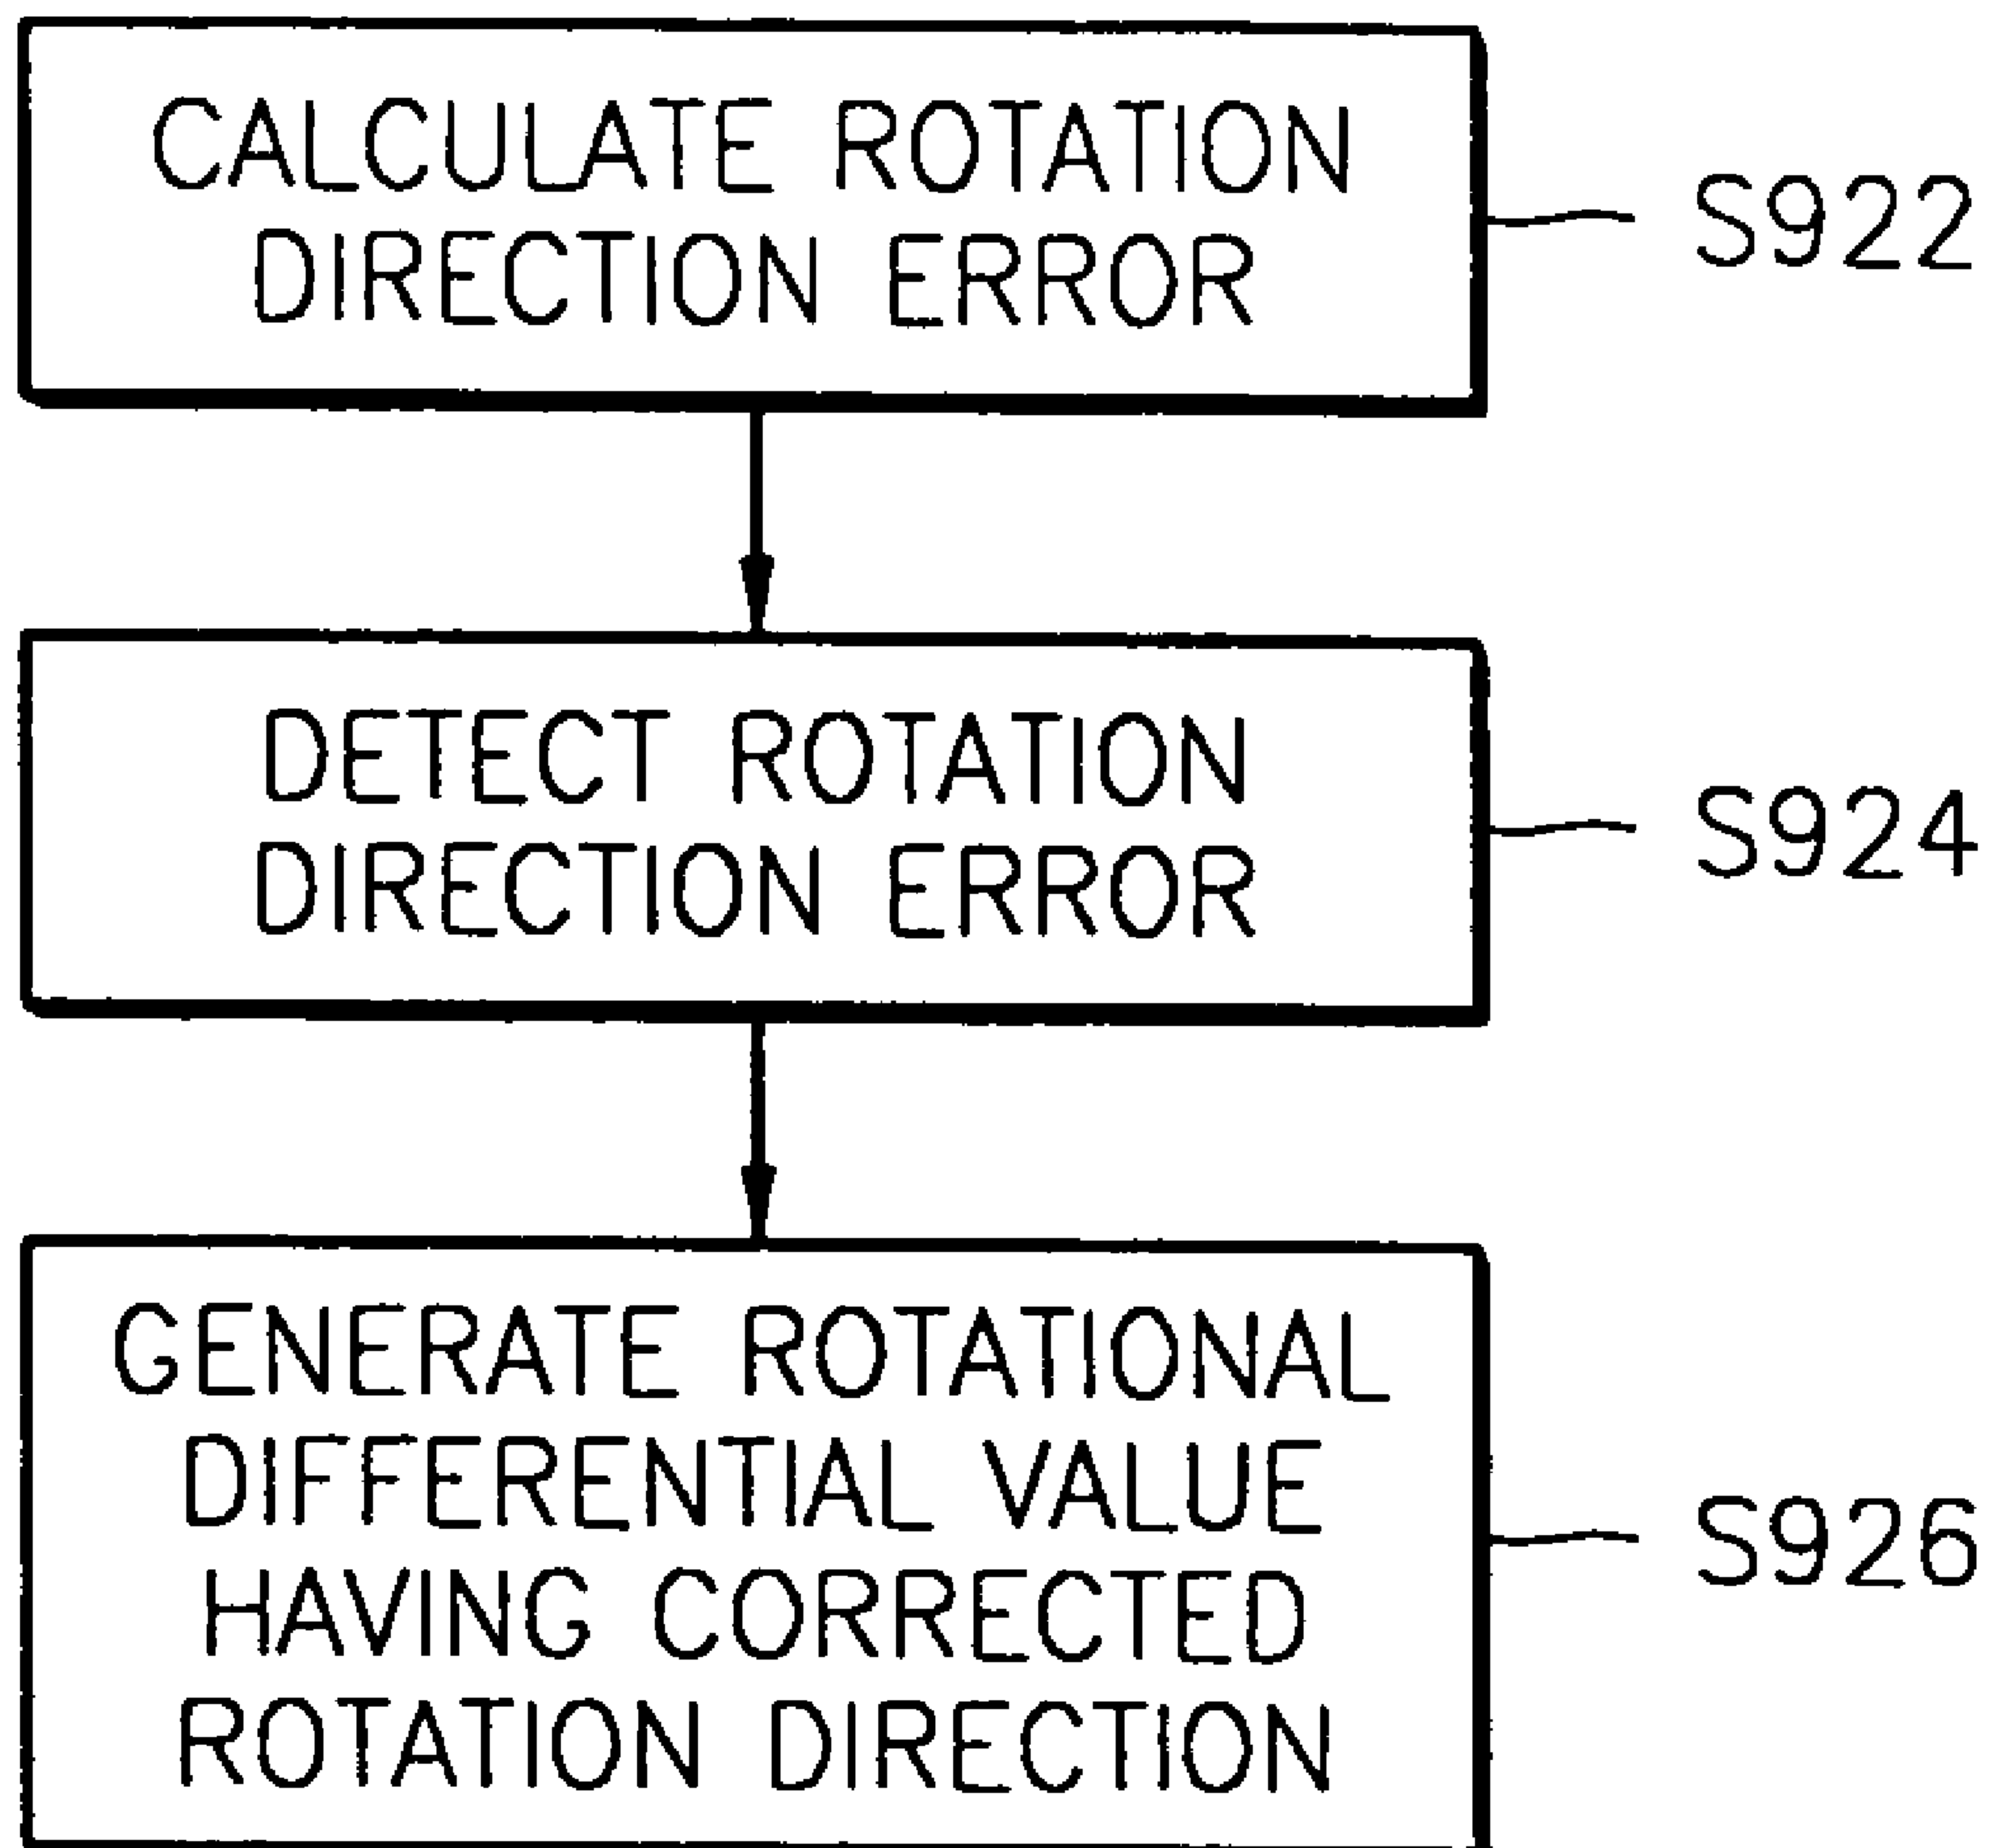 CALCULATE ROTATION
DIRECTION ERROR
S922
DETECT ROTATION
DIRECTION ERROR
S924
GENERATE ROTATIONAL
DIFFERENTIAL VALUE
HAVING CORRECTED
ROTATION DIRECTION
S926